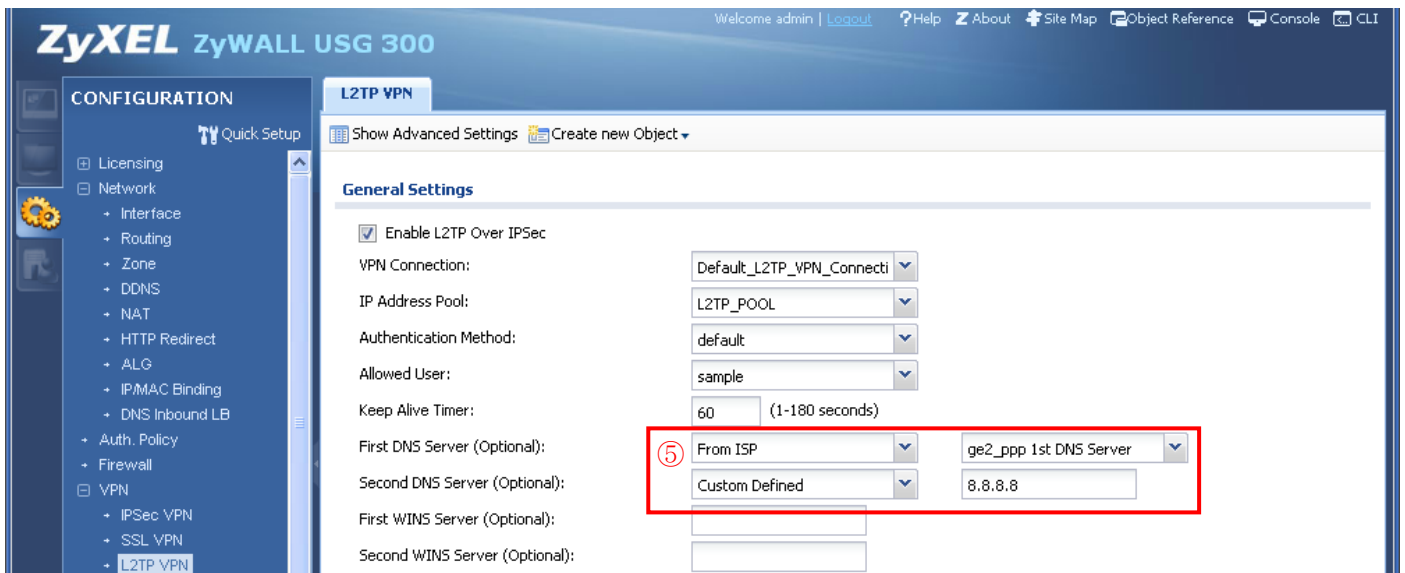 Welcome admin | Logout ?Help Z About Site Map Object Reference Console CLI
ZyXEL ZyWALL USG 300
CONFIGURATION
Quick Setup
Licensing
Network
Interface
Routing
Zone
DDNS
NAT
HTTP Redirect
ALG
IP/MAC Binding
DNS Inbound LB
Auth. Policy
Firewall
VPN
IPSec VPN
SSL VPN
L2TP VPN
L2TP VPN
Show Advanced Settings Create new Object
General Settings
Enable L2TP Over IPSec
VPN Connection: Default_L2TP_VPN_Connecti
IP Address Pool: L2TP_POOL
Authentication Method: default
Allowed User: sample
Keep Alive Timer: 60 (1-180 seconds)
First DNS Server (Optional): ⑤ From ISP ge2_ppp 1st DNS Server
Second DNS Server (Optional): Custom Defined 8.8.8.8
First WINS Server (Optional):
Second WINS Server (Optional):